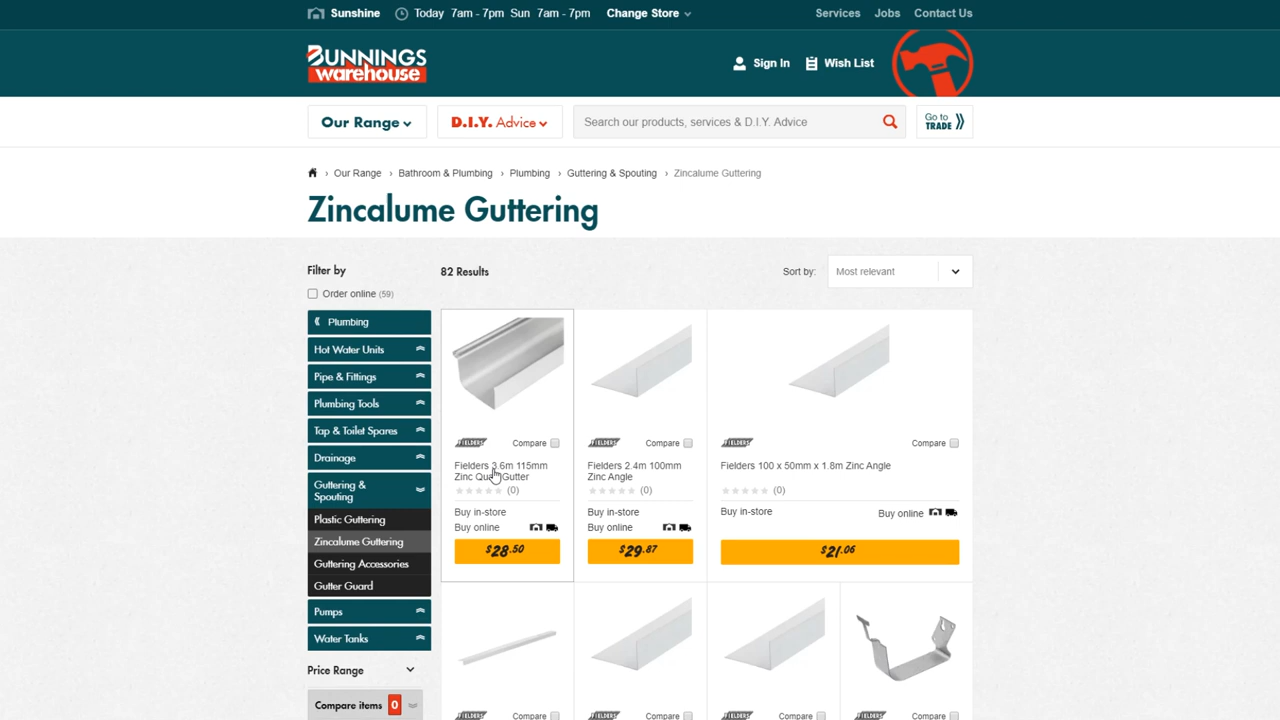 Sunshine Today 7am - 7pm Sun 7am - 7pm Change Store Services Jobs Contact Us
BUNNINGS
warehouse
Sign In Wish List
Our Range D.I.Y. Advice Search our products, services & D.I.Y. Advice Go to
TRADE
› Our Range › Bathroom & Plumbing › Plumbing › Guttering & Spouting › Zincalume Guttering
Zincalume Guttering
Filter by
82 Results
Sort by: Most relevant
Order online (59)
Plumbing
Hot Water Units
Pipe & Fittings
Plumbing Tools
Tap & Toilet Spares
Drainage
Guttering &
Spouting
Plastic Guttering
Zincalume Guttering
Guttering Accessories
Gutter Guard
Pumps
Water Tanks
Price Range
Compare items 0
FIELDERS Compare
Fielders 3.6m 115mm
Zinc Quad Gutter
(0)
Buy in-store
Buy online
$28.50
FIELDERS Compare
Fielders 2.4m 100mm
Zinc Angle
(0)
Buy in-store
Buy online
$29.87
FIELDERS Compare
Fielders 100 x 50mm x 1.8m Zinc Angle
(0)
Buy in-store Buy online
$21.06
FIELDERS Compare
FIELDERS Compare
FIELDERS Compare
FIELDERS Compare